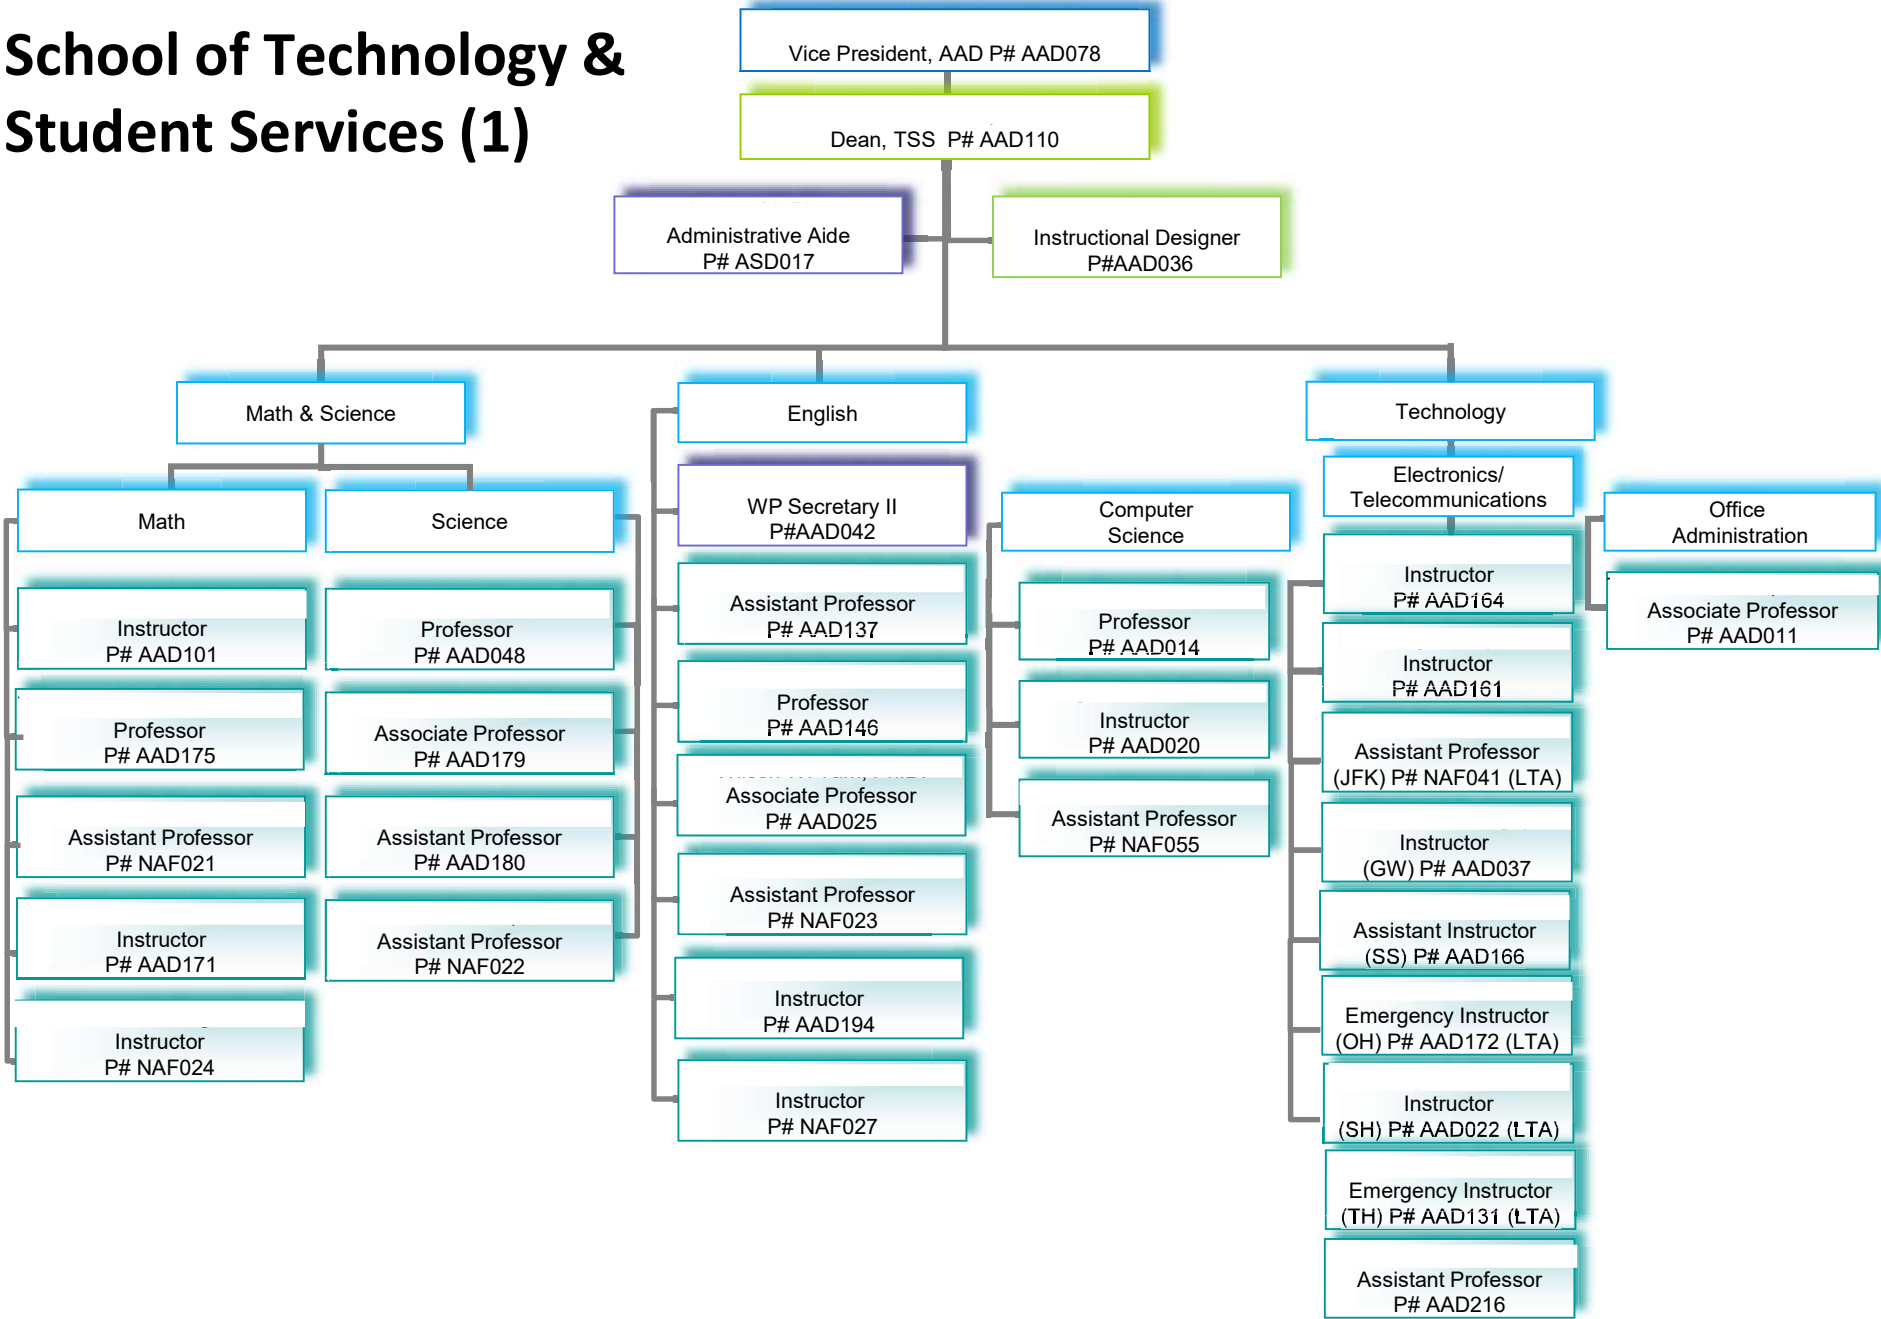 School of Technology &
Student Services (1)
Vice President, AAD P# AAD078
Dean, TSS P# AAD110
Administrative Aide
P# ASD017
Instructional Designer
P#AAD036
Math & Science
Math
Instructor
P# AAD101
Professor
P# AAD175
Assistant Professor
P# NAF021
Instructor
P# AAD171
Instructor
P# NAF024
Science
Professor
P# AAD048
Associate Professor
P# AAD179
Assistant Professor
P# AAD180
Assistant Professor
P# NAF022
English
WP Secretary II
P#AAD042
Assistant Professor
P# AAD137
Professor
P# AAD146
Associate Professor
P# AAD025
Assistant Professor
P# NAF023
Instructor
P# AAD194
Instructor
P# NAF027
Computer
Science
Professor
P# AAD014
Instructor
P# AAD020
Assistant Professor
P# NAF055
Technology
Electronics/
Telecommunications
Instructor
P# AAD164
Instructor
P# AAD161
Assistant Professor
(JFK) P# NAF041 (LTA)
Instructor
(GW) P# AAD037
Assistant Instructor
(SS) P# AAD166
Emergency Instructor
(OH) P# AAD172 (LTA)
Instructor
(SH) P# AAD022 (LTA)
Emergency Instructor
(TH) P# AAD131 (LTA)
Assistant Professor
P# AAD216
Office
Administration
Associate Professor
P# AAD011